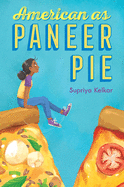 American as
PANEER
PIE
Supriya Kelkar